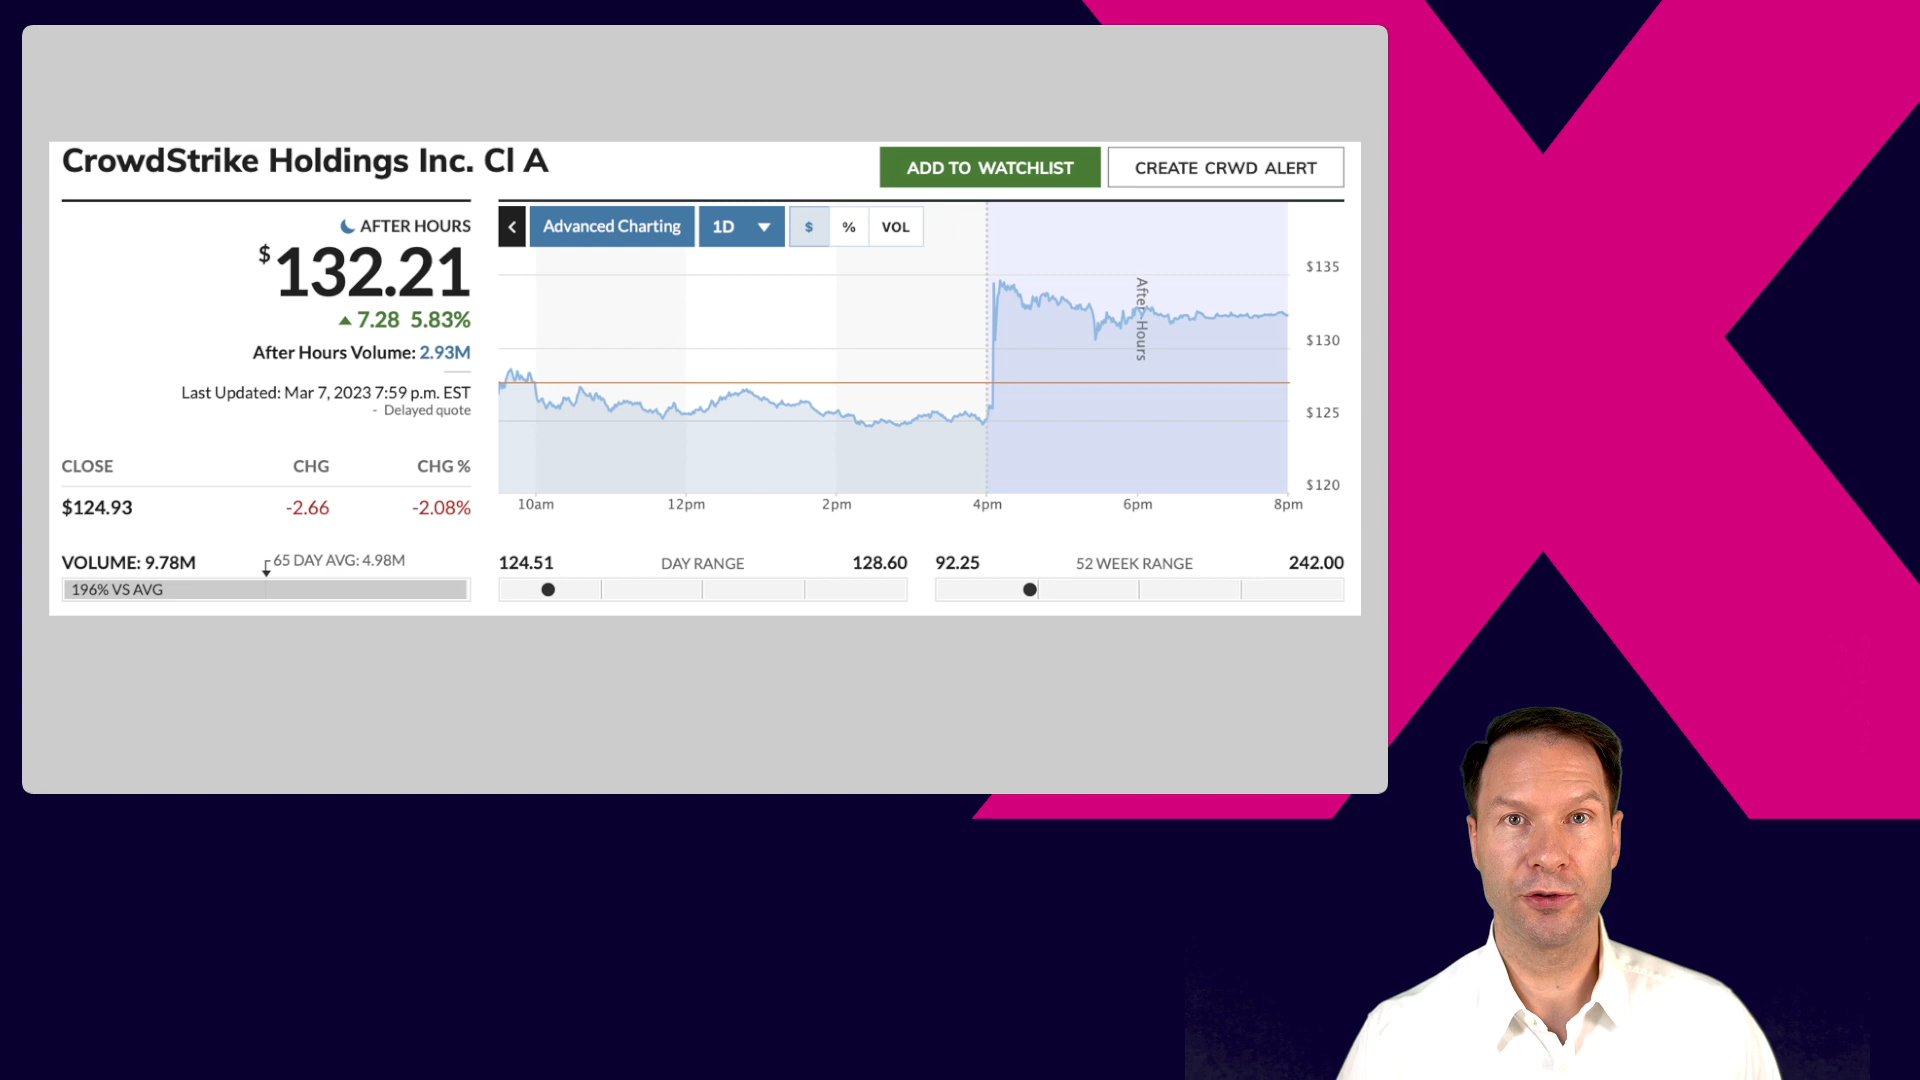 CrowdStrike Holdings Inc. Cl A
ADD TO WATCHLIST
CREATE CRWD ALERT
AFTER HOURS
$132.21
7.28 5.83%
After Hours Volume: 2.93M
Last Updated: Mar 7, 2023 7:59 p.m. EST
- Delayed quote
CLOSE CHG CHG %
$124.93 -2.66 -2.08%
VOLUME: 9.78M 65 DAY AVG: 4.98M
196% VS AVG
< Advanced Charting 1D $ % VOL
After-Hours
$135
$130
$125
$120
10am 12pm 2pm 4pm 6pm 8pm
124.51 DAY RANGE 128.60
92.25 52 WEEK RANGE 242.00